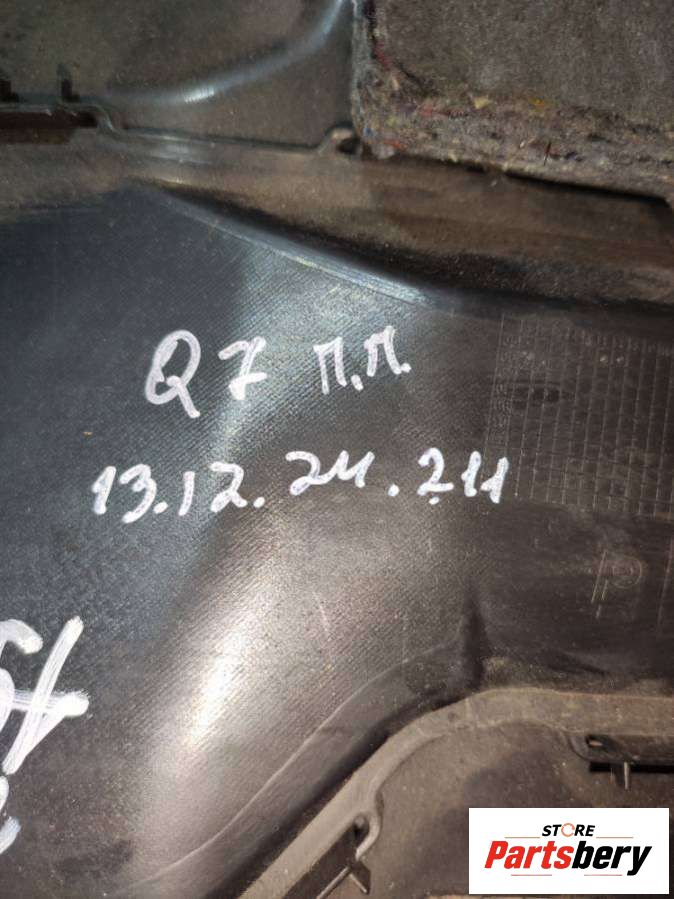 Q7 П.П.
13.12.24.211
STORE
Partsbery